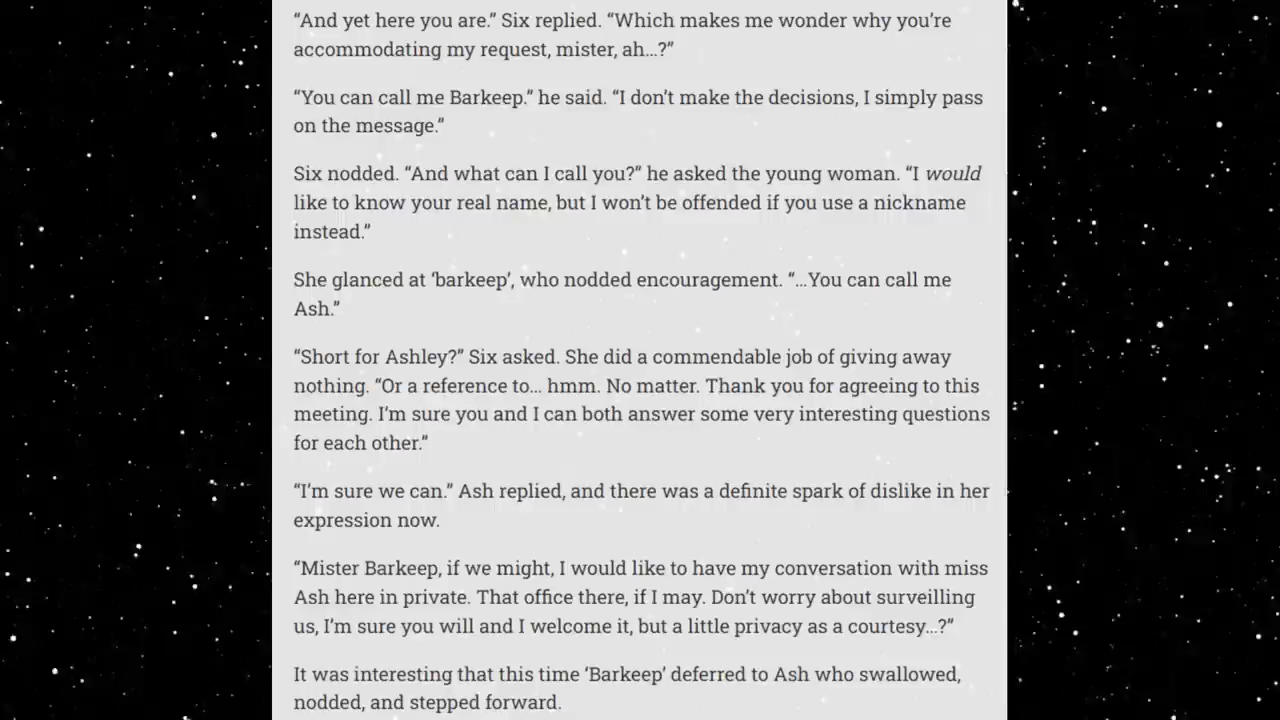 “And yet here you are.” Six replied. “Which makes me wonder why you’re
accommodating my request, mister, ah…?”
“You can call me Barkeep.” he said. “I don’t make the decisions, I simply pass
on the message.”
Six nodded. “And what can I call you?” he asked the young woman. “I would
like to know your real name, but I won’t be offended if you use a nickname
instead.”
She glanced at ‘barkeep’, who nodded encouragement. “…You can call me
Ash.”
“Short for Ashley?” Six asked. She did a commendable job of giving away
nothing. “Or a reference to… hmm. No matter. Thank you for agreeing to this
meeting. I’m sure you and I can both answer some very interesting questions
for each other.”
“I’m sure we can.” Ash replied, and there was a definite spark of dislike in her
expression now.
“Mister Barkeep, if we might, I would like to have my conversation with miss
Ash here in private. That office there, if I may. Don’t worry about surveilling
us, I’m sure you will and I welcome it, but a little privacy as a courtesy…?”
It was interesting that this time ‘Barkeep’ deferred to Ash who swallowed,
nodded, and stepped forward.